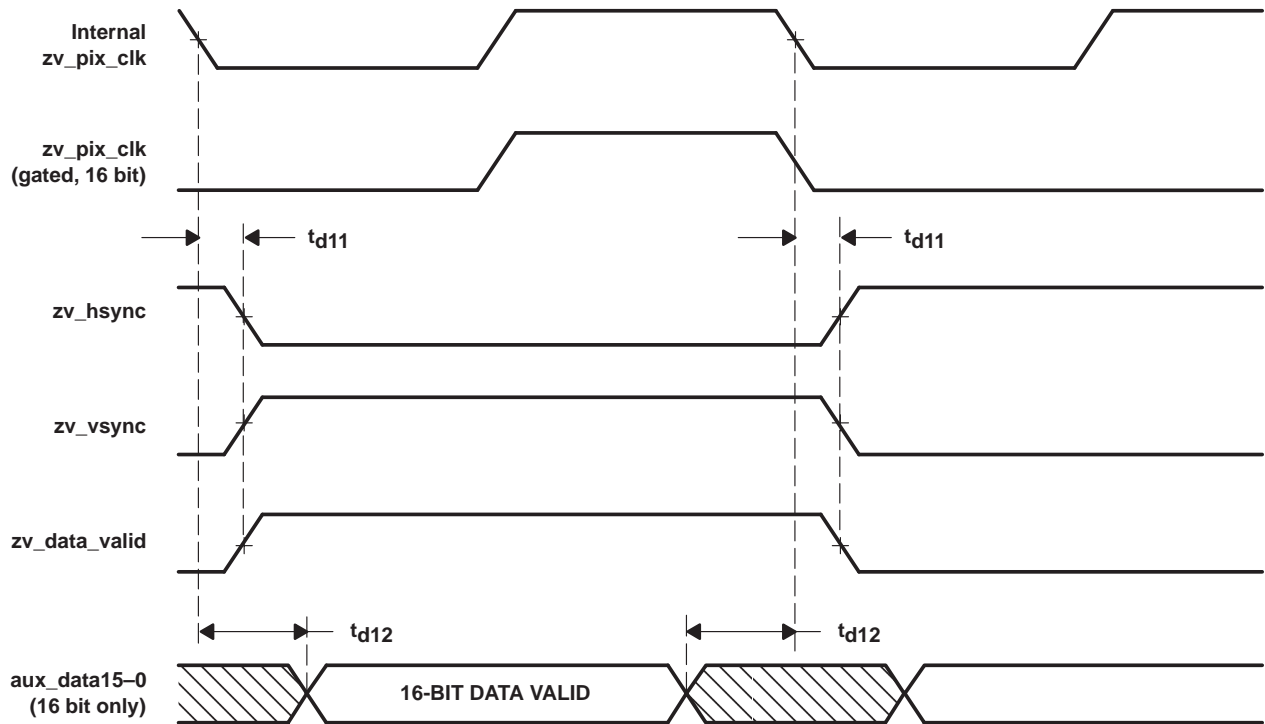 Internal
zv_pix_clk
zv_pix_clk
(gated, 16 bit)
td11
td11
zv_hsync
zv_vsync
zv_data_valid
td12
td12
aux_data15–0
(16 bit only)
16-BIT DATA VALID